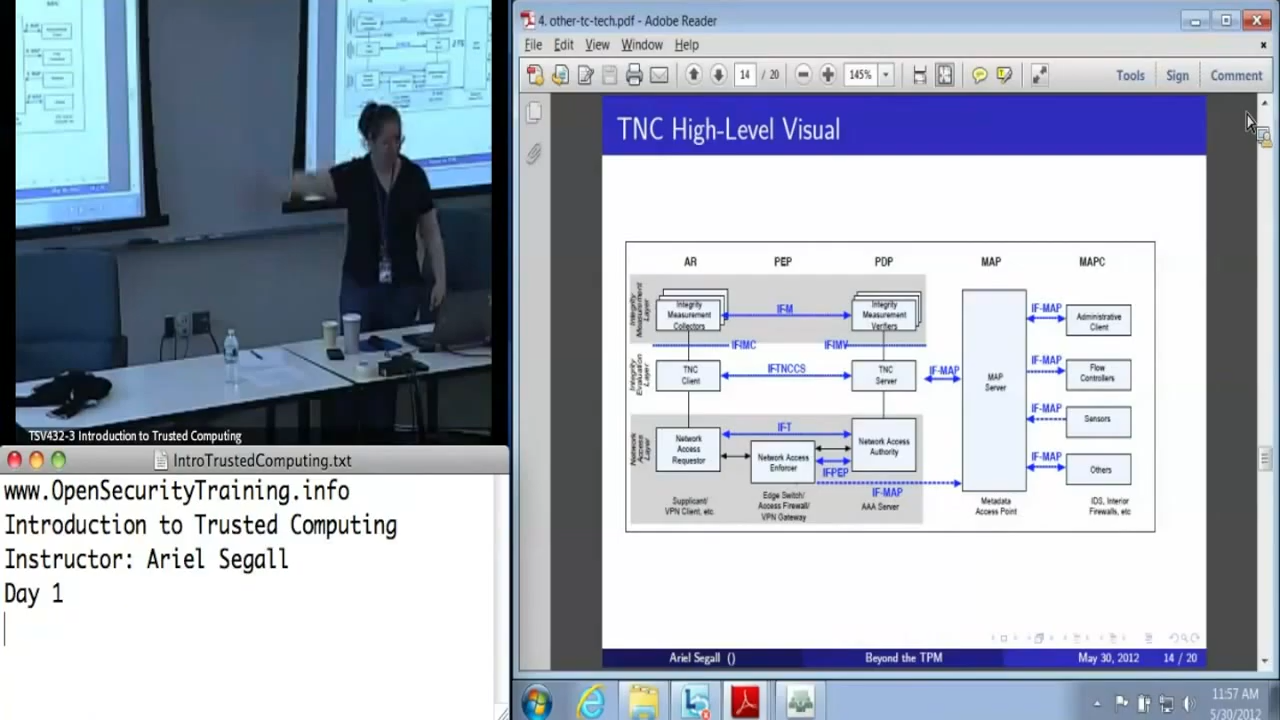 TSV432-3 Introduction to Trusted Computing
IntroTrustedComputing.txt
www.OpenSecurityTraining.info
Introduction to Trusted Computing
Instructor: Ariel Segall
Day 1
4. other-tc-tech.pdf - Adobe Reader
File Edit View Window Help
14 / 20 145% Tools Sign Comment
TNC High-Level Visual
AR PEP PDP MAP MAPC
Integrity Measurement Layer
Integrity Measurement Collectors
IF-M
Integrity Measurement Verifiers
IF-IMC
IF-IMV
Integrity Evaluation Layer
TNC Client
IF-TNCCS
TNC Server
IF-MAP
MAP Server
IF-MAP
Administrative Client
IF-MAP
Flow Controllers
IF-MAP
Sensors
IF-MAP
Others
Network Access Layer
Network Access Requestor
IF-T
Network Access Enforcer
IF-PEP
Network Access Authority
IF-MAP
Supplicant/ VPN Client, etc.
Edge Switch/ Access Firewall/ VPN Gateway
AAA Server
Metadata Access Point
IDS, Interior Firewalls, etc
Ariel Segall () Beyond the TPM May 30, 2012 14 / 20
11:57 AM
5/30/2012